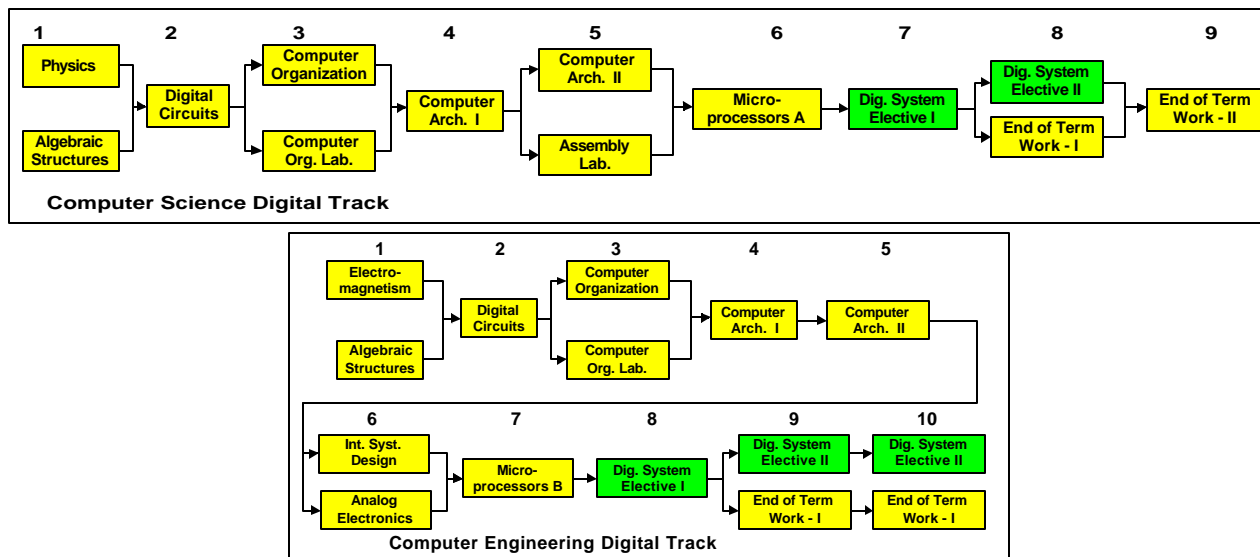 1 2 3 4 5 6 7 8 9
Physics
Algebraic
Structures
Digital
Circuits
Computer
Organization
Computer
Org. Lab.
Computer
Arch. I
Computer
Arch. II
Assembly
Lab.
Micro-
processors A
Dig. System
Elective I
Dig. System
Elective II
End of Term
Work - I
End of Term
Work - II
Computer Science Digital Track
1 2 3 4 5
Electro-
magnetism
Algebraic
Structures
Digital
Circuits
Computer
Organization
Computer
Org. Lab.
Computer
Arch. I
Computer
Arch. II
6 7 8 9 10
Int. Syst.
Design
Analog
Electronics
Micro-
processors B
Dig. System
Elective I
Dig. System
Elective II
End of Term
Work - I
Dig. System
Elective II
End of Term
Work - I
Computer Engineering Digital Track